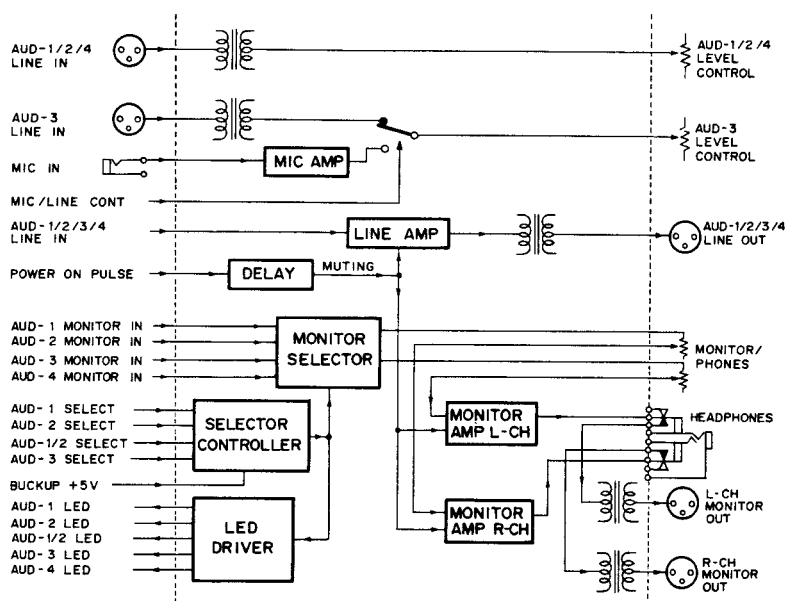 AUD-1/2/4
LINE IN
AUD-1/2/4
LEVEL
CONTROL
AUD-3
LINE IN
AUD-3
LEVEL
CONTROL
MIC IN
MIC AMP
MIC/LINE CONT
AUD-1/2/3/4
LINE IN
LINE AMP
AUD-1/2/3/4
LINE OUT
POWER ON PULSE
DELAY
MUTING
AUD-1 MONITOR IN
AUD-2 MONITOR IN
AUD-3 MONITOR IN
AUD-4 MONITOR IN
MONITOR
SELECTOR
MONITOR/
PHONES
AUD-1 SELECT
AUD-2 SELECT
AUD-1/2 SELECT
AUD-3 SELECT
SELECTOR
CONTROLLER
MONITOR
AMP L-CH
HEADPHONES
BUCKUP +5V
AUD-1 LED
AUD-2 LED
AUD-1/2 LED
AUD-3 LED
AUD-4 LED
LED
DRIVER
MONITOR
AMP R-CH
L-CH
MONITOR
OUT
R-CH
MONITOR
OUT